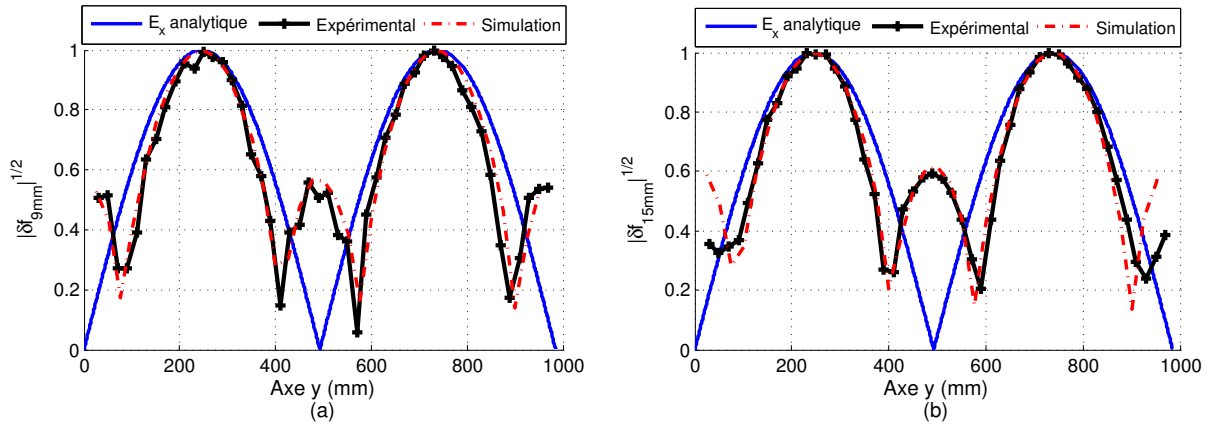 E_x analytique Expérimental Simulation
|δf_9mm|^1/2
1
0.8
0.6
0.4
0.2
0
0 200 400 600 800 1000
Axe y (mm)
(a)
E_x analytique Expérimental Simulation
|δf_15mm|^1/2
1
0.8
0.6
0.4
0.2
0
0 200 400 600 800 1000
Axe y (mm)
(b)